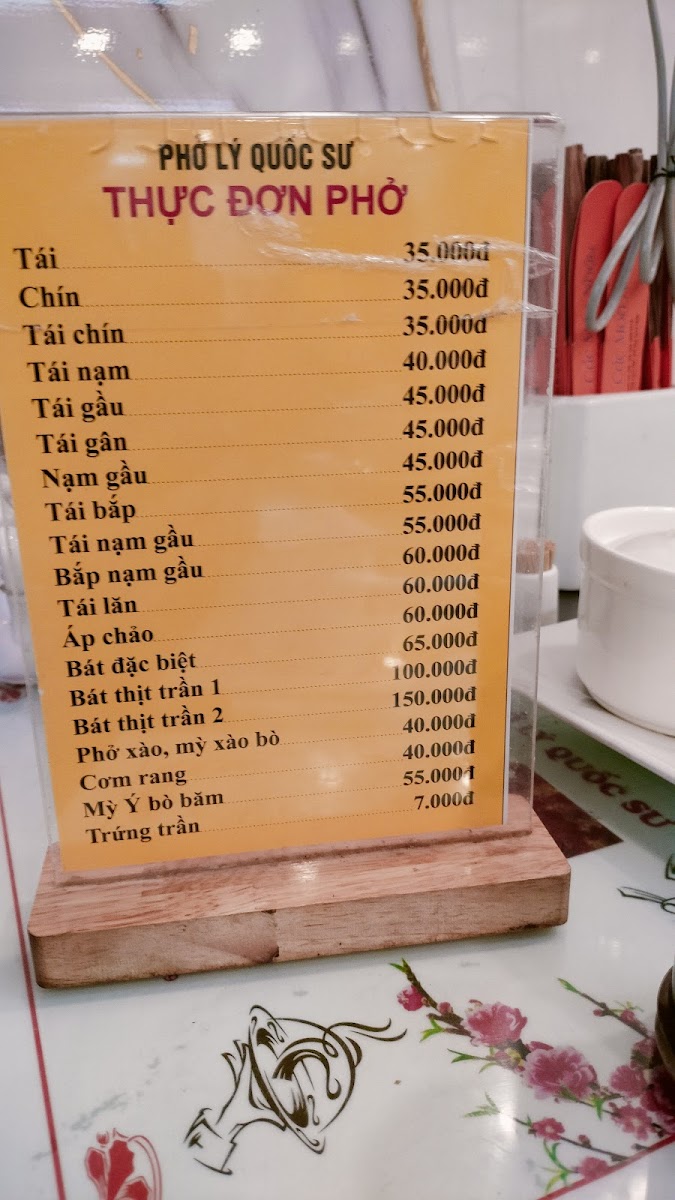 PHỞ LÝ QUỐC SƯ
THỰC ĐƠN PHỞ
Tái 35.000đ
Chín 35.000đ
Tái chín 35.000đ
Tái nạm 40.000đ
Tái gầu 45.000đ
Tái gân 45.000đ
Nạm gầu 45.000đ
Tái bắp 55.000đ
Tái nạm gầu 55.000đ
Bắp nạm gầu 60.000đ
Tái lăn 60.000đ
Áp chảo 60.000đ
Bát đặc biệt 65.000đ
Bát thịt trần 1 100.000đ
Bát thịt trần 2 150.000đ
Phở xào, mỳ xào bò 40.000đ
Cơm rang 40.000đ
Mỳ Ý bò băm 55.000đ
Trứng trần 7.000đ
LÝ QUỐC SƯ